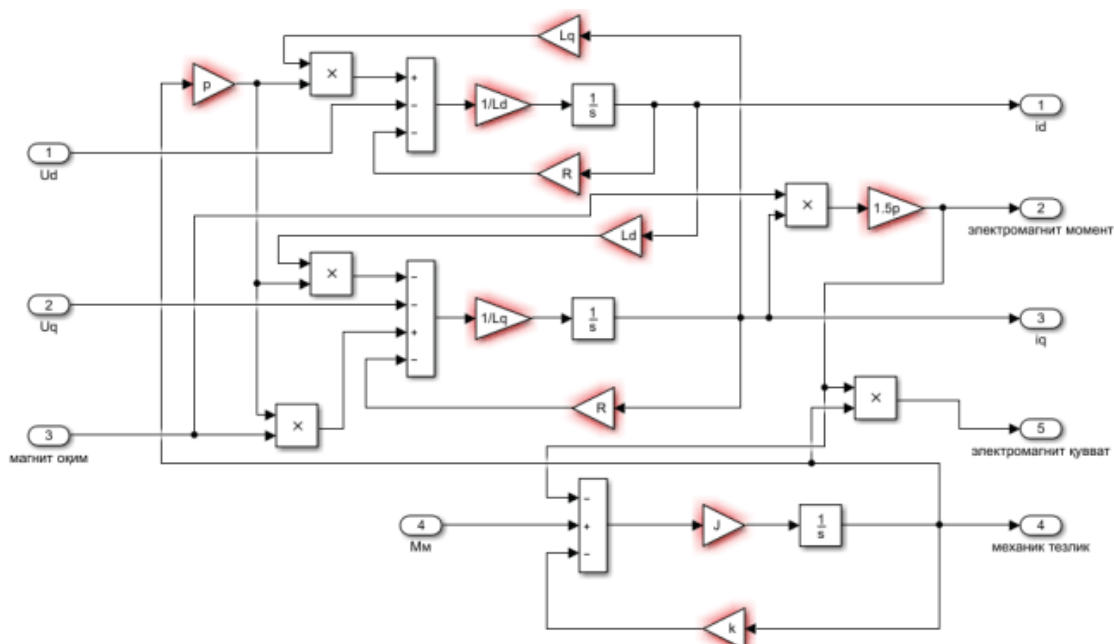 Lq
×
p
+
−
−
1/Ld
1
s
1
id
1
Ud
R
×
1.5p
2
электромагнит момент
Ld
×
−
−
+
−
1/Lq
1
s
2
Uq
3
iq
R
×
×
5
электромагнит қувват
3
магнит оқим
−
+
−
J
1
s
4
Мм
4
механик тезлик
k